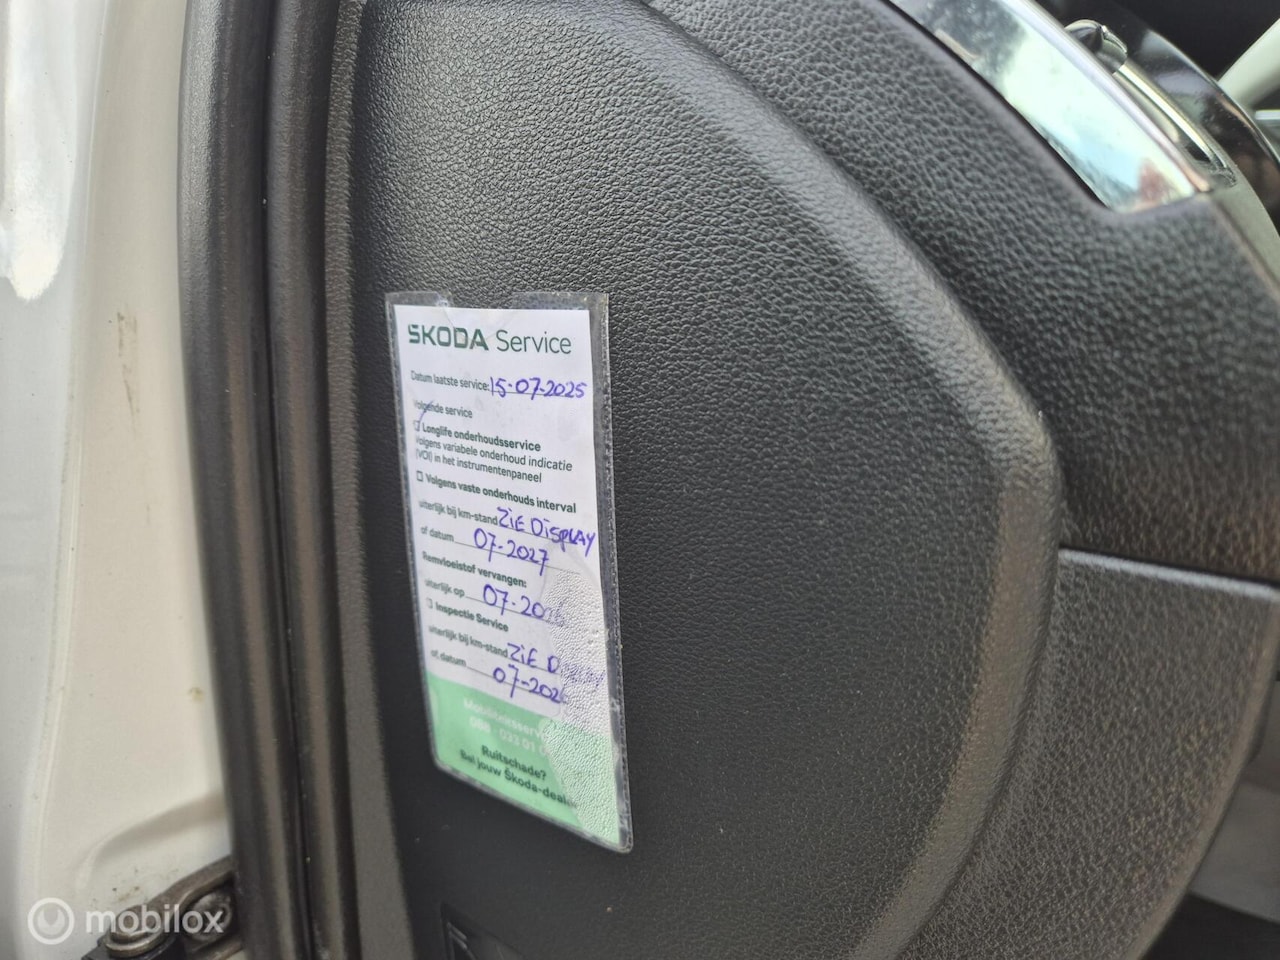 ŠKODA Service
Datum laatste service: 15-07-2025
Volgende service
Longlife onderhoudsservice
Volgens variabele onderhoud indicatie
(VOI) in het instrumentenpaneel
Volgens vaste onderhouds interval
uiterlijk bij km-stand ZIE DISPLAY
of datum 07-2027
Remvloeistof vervangen:
uiterlijk op
Inspectie Service
uiterlijk bij km-stand ZIE
of datum 07-2026
Ruitschade?
Bel jouw Škoda-dealer
mobilox